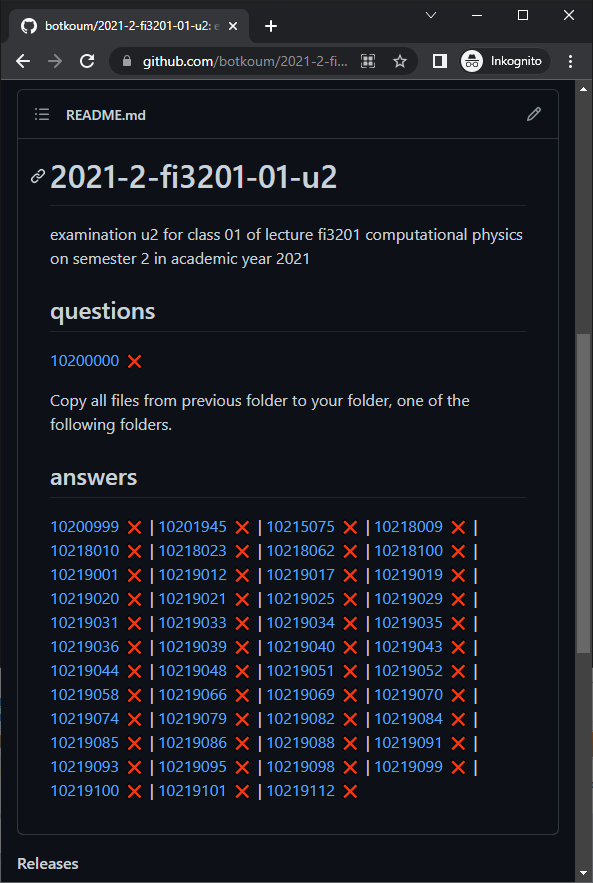 botkoum/2021-2-fi3201-01-u2: e
github.com/botkoum/2021-2-fi...
Inkognito
README.md
2021-2-fi3201-01-u2
examination u2 for class 01 of lecture fi3201 computational physics
on semester 2 in academic year 2021
questions
10200000 ❌
Copy all files from previous folder to your folder, one of the
following folders.
answers
10200999 ❌ | 10201945 ❌ | 10215075 ❌ | 10218009 ❌ |
10218010 ❌ | 10218023 ❌ | 10218062 ❌ | 10218100 ❌ |
10219001 ❌ | 10219012 ❌ | 10219017 ❌ | 10219019 ❌ |
10219020 ❌ | 10219021 ❌ | 10219025 ❌ | 10219029 ❌ |
10219031 ❌ | 10219033 ❌ | 10219034 ❌ | 10219035 ❌ |
10219036 ❌ | 10219039 ❌ | 10219040 ❌ | 10219043 ❌ |
10219044 ❌ | 10219048 ❌ | 10219051 ❌ | 10219052 ❌ |
10219058 ❌ | 10219066 ❌ | 10219069 ❌ | 10219070 ❌ |
10219074 ❌ | 10219079 ❌ | 10219082 ❌ | 10219084 ❌ |
10219085 ❌ | 10219086 ❌ | 10219088 ❌ | 10219091 ❌ |
10219093 ❌ | 10219095 ❌ | 10219098 ❌ | 10219099 ❌ |
10219100 ❌ | 10219101 ❌ | 10219112 ❌
Releases